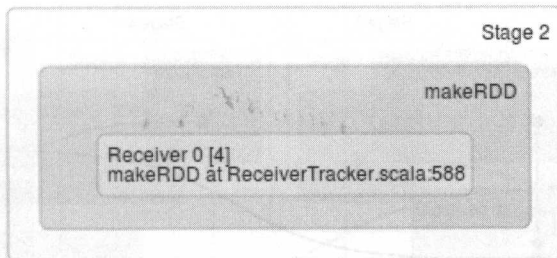 Stage 2
makeRDD
Receiver 0 [4]
makeRDD at ReceiverTracker.scala:588